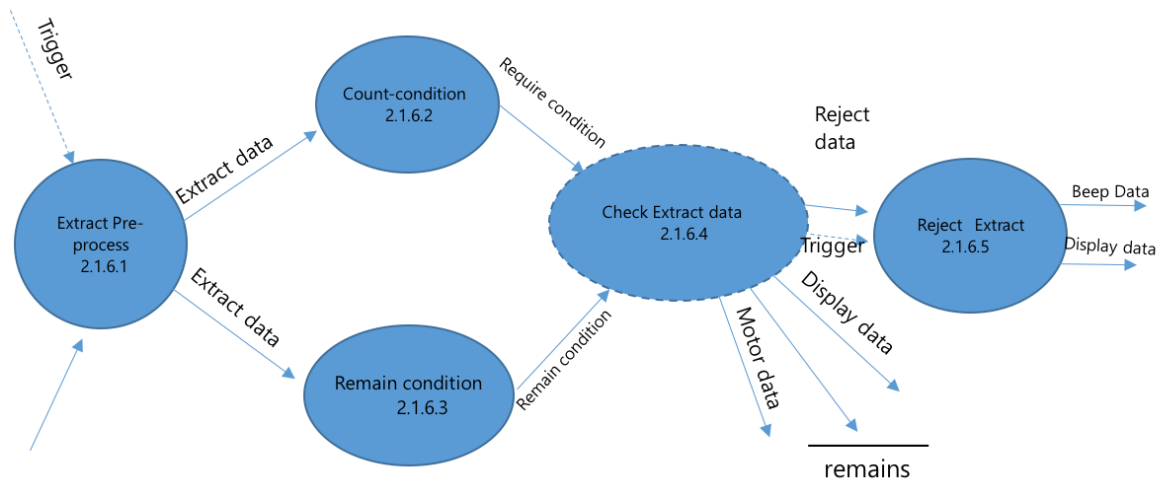 Trigger
Extract Pre-
process
2.1.6.1
Extract data
Extract data
Count-condition
2.1.6.2
Remain condition
2.1.6.3
Require condition
Remain condition
Check Extract data
2.1.6.4
Reject
data
Trigger
Display data
Motor data
remains
Reject Extract
2.1.6.5
Beep Data
Display data